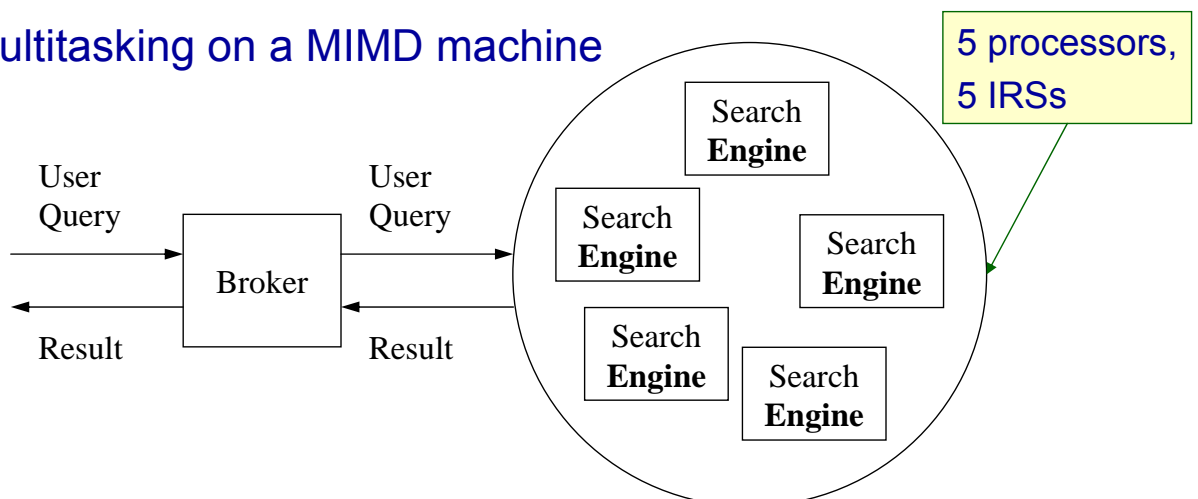 ultitasking on a MIMD machine
5 processors,
5 IRSs
User
Query
User
Query
Broker
Result
Result
Search
Engine
Search
Engine
Search
Engine
Search
Engine
Search
Engine